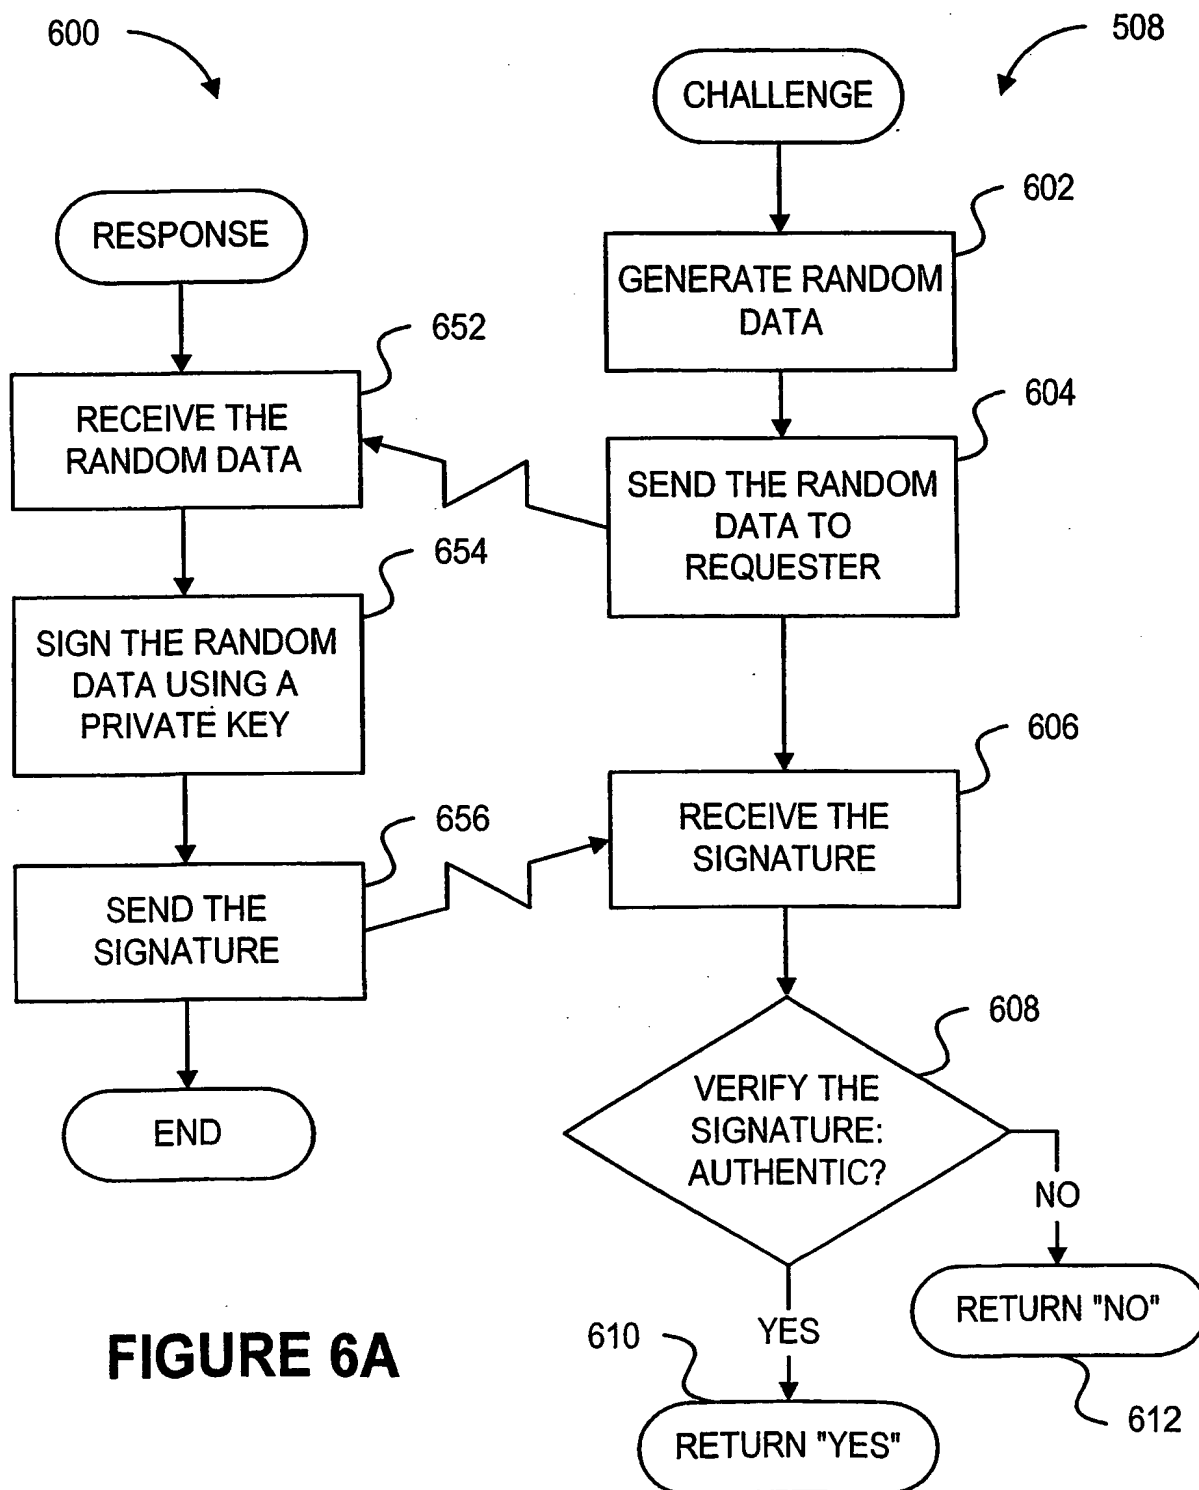 600
508
CHALLENGE
602
RESPONSE
GENERATE RANDOM
DATA
652
604
RECEIVE THE
RANDOM DATA
SEND THE RANDOM
DATA TO
REQUESTER
654
SIGN THE RANDOM
DATA USING A
PRIVATE KEY
606
RECEIVE THE
SIGNATURE
656
SEND THE
SIGNATURE
608
VERIFY THE
SIGNATURE:
AUTHENTIC?
END
NO
RETURN "NO"
YES
610
612
RETURN "YES"
FIGURE 6A